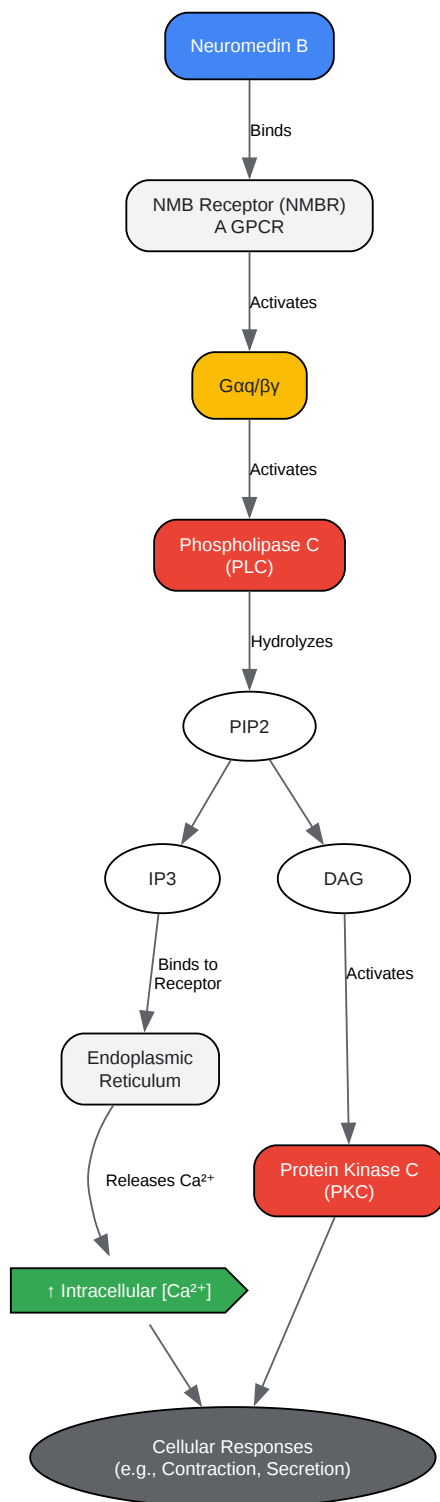 Neuromedin B
Binds
NMB Receptor (NMBR)
A GPCR
Activates
Gαq/βγ
Activates
Phospholipase C
(PLC)
Hydrolyzes
PIP2
IP3
DAG
Binds to
Receptor
Activates
Endoplasmic
Reticulum
Releases Ca²⁺
Protein Kinase C
(PKC)
↑ Intracellular [Ca²⁺]
Cellular Responses
(e.g., Contraction, Secretion)